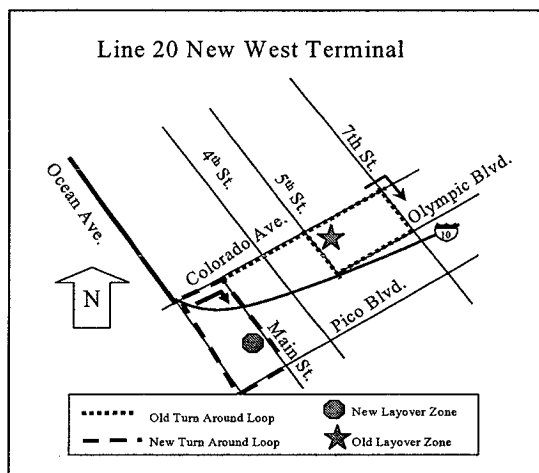 Line 20 New West Terminal
7th St.
4th St.
5th St.
Ocean Ave.
Olympic Blvd.
Colorado Ave.
10
N
Pico Blvd.
Main St.
Old Turn Around Loop
New Layover Zone
New Turn Around Loop
Old Layover Zone